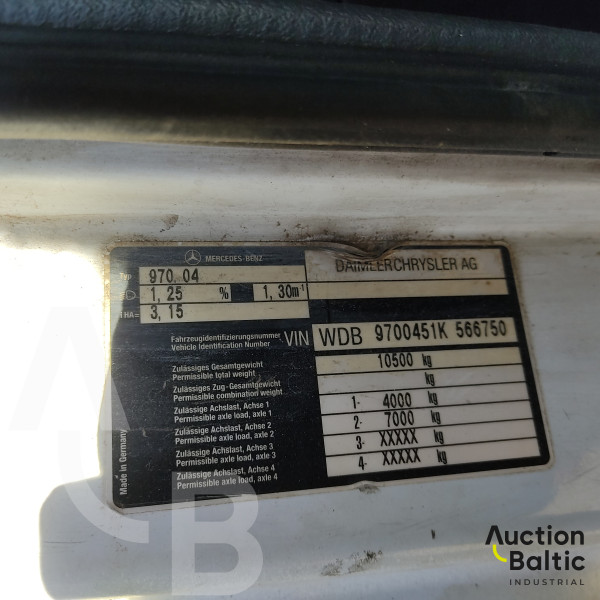 MERCEDES-BENZ
DAIMLERCHRYSLER AG
Typ 970.04
1,25 % 1,30m⁻¹
iHA= 3,15
Fahrzeugidentifizierungsnummer
Vehicle Identification Number
VIN WDB 9700451K 566750
Zulässiges Gesamtgewicht
Permissible total weight
10500 kg
Zulässiges Zug-Gesamtgewicht
Permissible combination weight
kg
Zulässige Achslast, Achse 1
Permissible axle load, axle 1
1- 4000 kg
Zulässige Achslast, Achse 2
Permissible axle load, axle 2
2- 7000 kg
Zulässige Achslast, Achse 3
Permissible axle load, axle 3
3- XXXXX kg
Zulässige Achslast, Achse 4
Permissible axle load, axle 4
4- XXXXX kg
Made in Germany
A C
B
Auction
Baltic
INDUSTRIAL